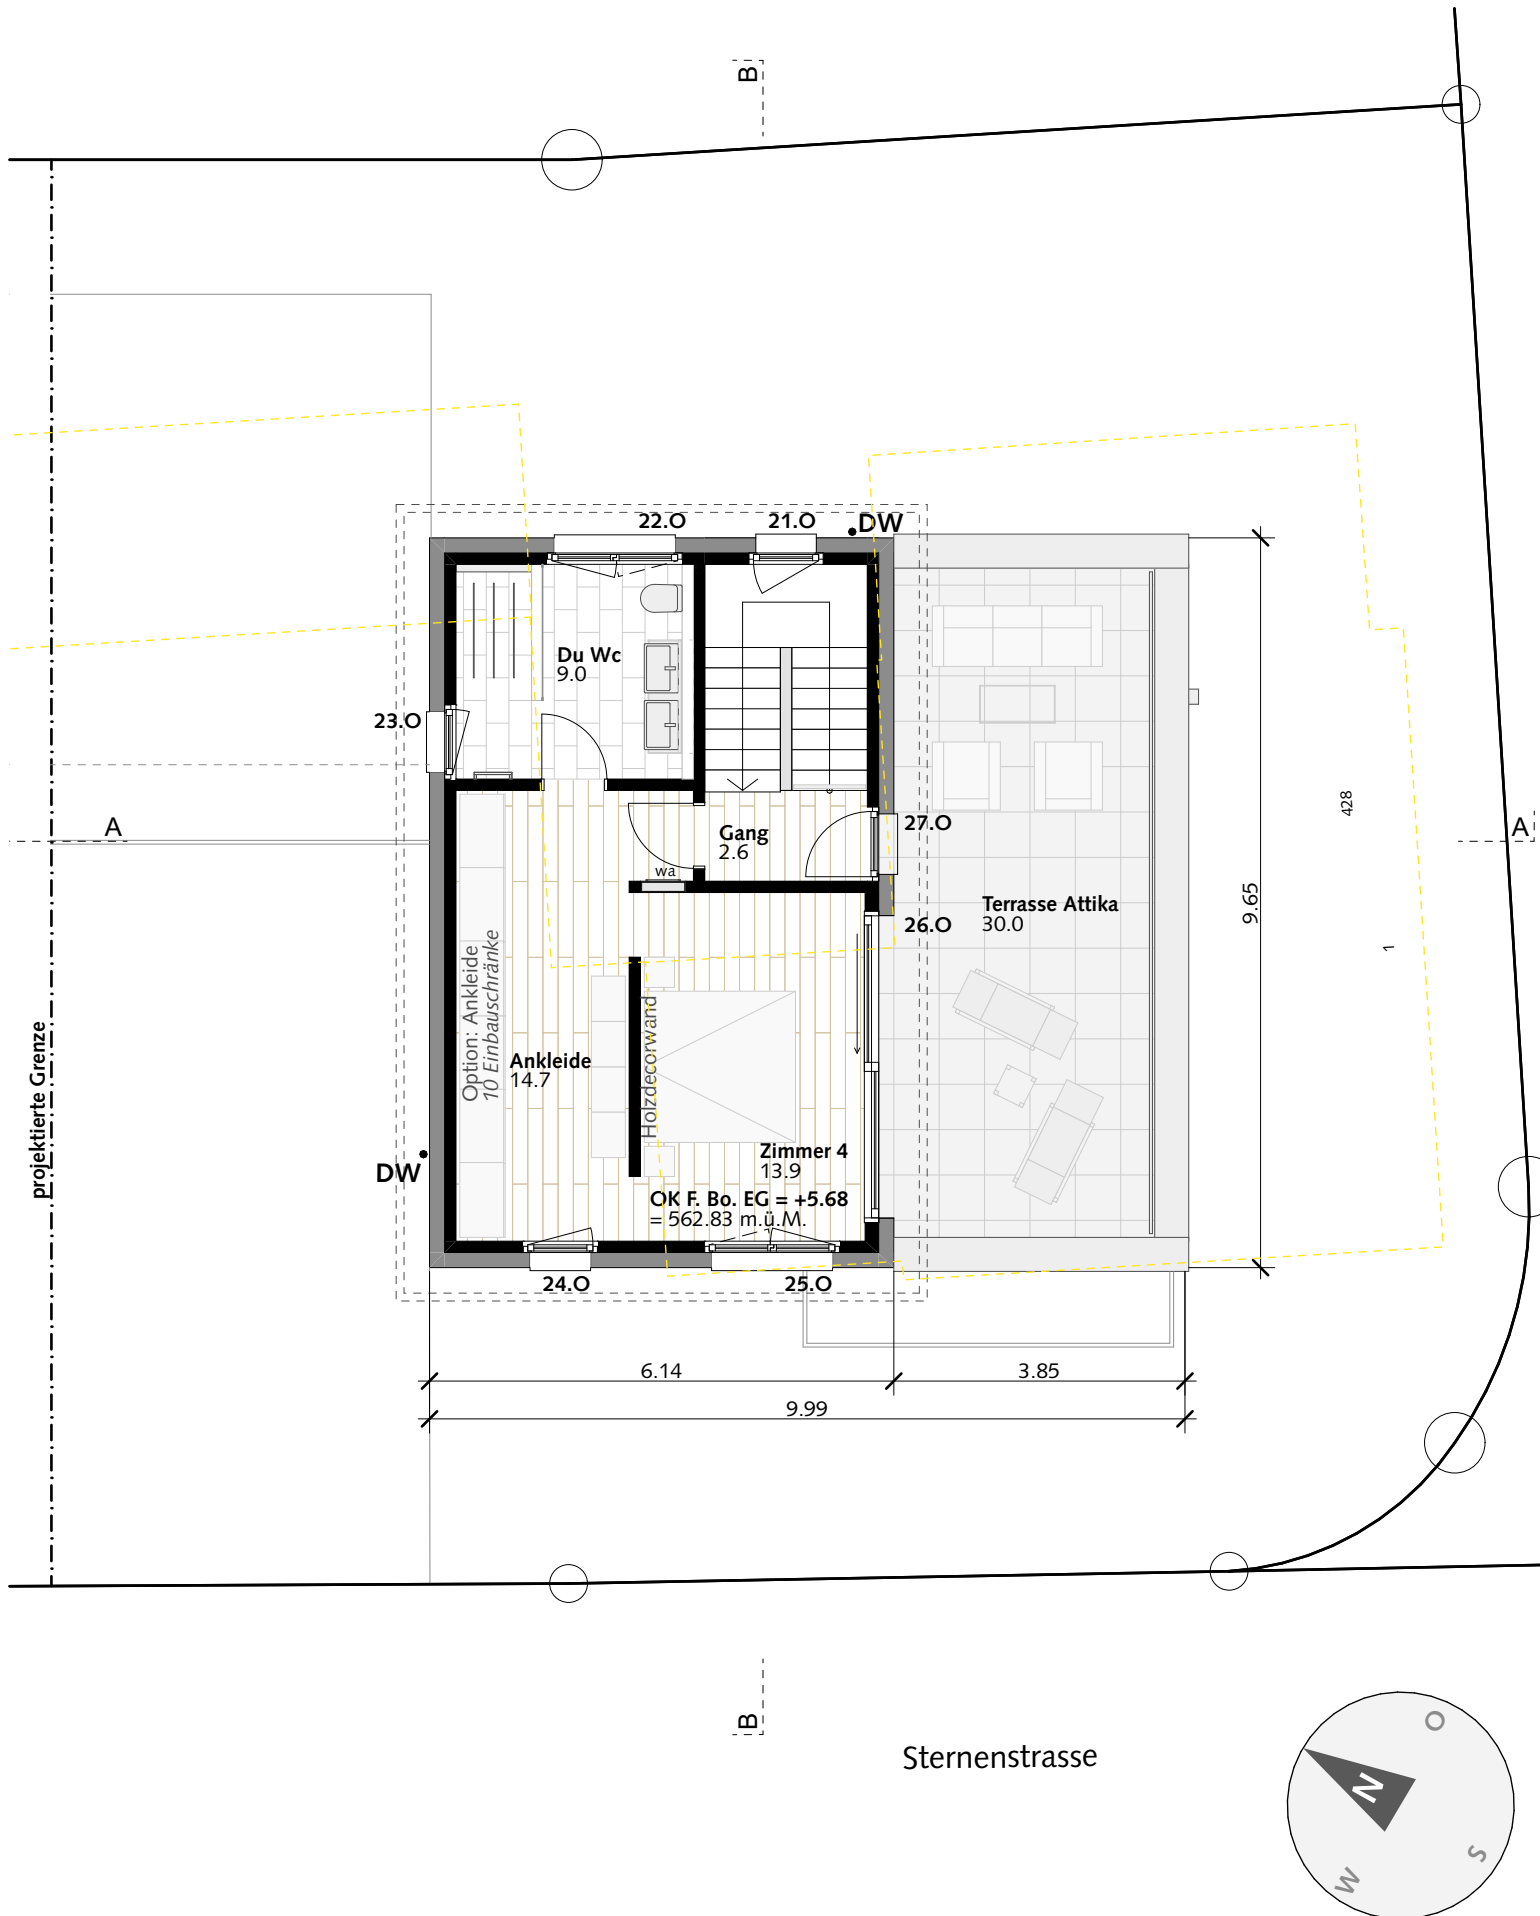 B
22.O
21.O
DW
Du Wc
9.0
23.O
A
428
A
Gang
2.6
27.O
wa
Terrasse Attika
30.0
26.O
9.65
1
Option: Ankleide
10 Einbauschränke
Holzdecorwand
Ankleide
14.7
projektierte Grenze
Zimmer 4
13.9
DW
OK F. Bo. EG = +5.68
= 562.83 m.ü.M.
24.O
25.O
6.14
3.85
9.99
B
Sternenstrasse
O
N
S
W